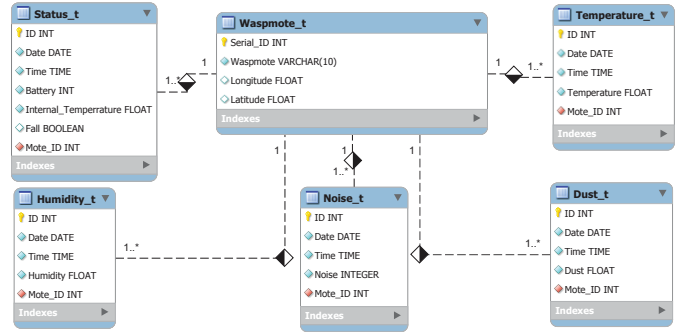 Status_t
ID INT
Date DATE
Time TIME
Battery INT
Internal_Temperature FLOAT
Fall BOOLEAN
Mote_ID INT
Indexes
1..*
1
Waspmote_t
Serial_ID INT
Waspmote VARCHAR(10)
Longitude FLOAT
Latitude FLOAT
Indexes
1
1..*
Temperature_t
ID INT
Date DATE
Time TIME
Temperature FLOAT
Mote_ID INT
Indexes
1
1
1..*
1
Humidity_t
ID INT
Date DATE
Time TIME
Humidity FLOAT
Mote_ID INT
Indexes
1..*
Noise_t
ID INT
Date DATE
Time TIME
Noise INTEGER
Mote_ID INT
Indexes
1..*
Dust_t
ID INT
Date DATE
Time TIME
Dust FLOAT
Mote_ID INT
Indexes